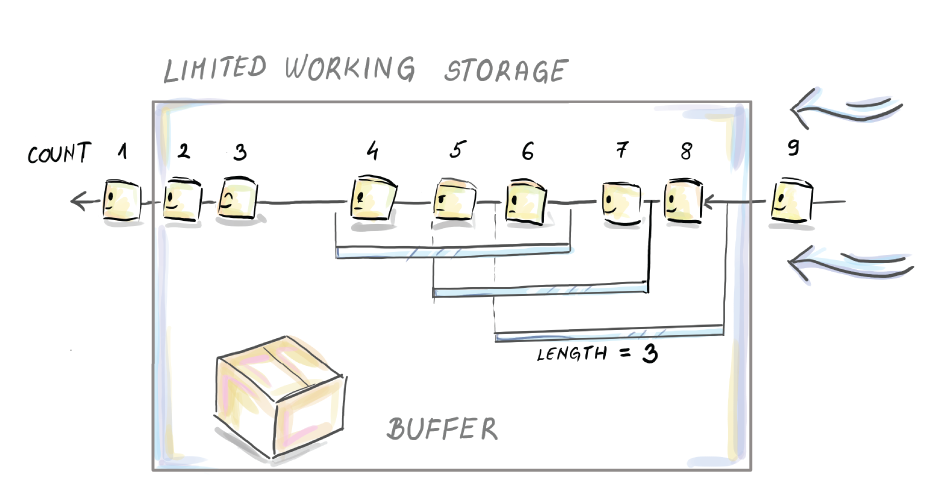 LIMITED WORKING STORAGE
COUNT 1 2 3 4 5 6 7 8 9
LENGTH = 3
BUFFER